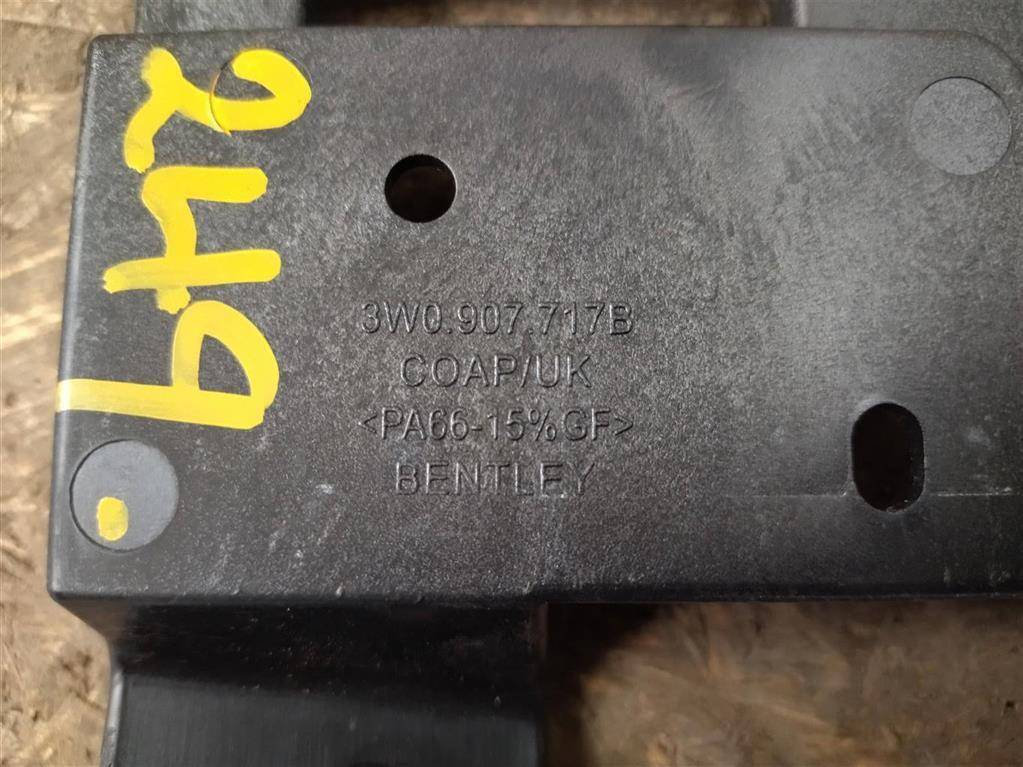 249.
3W0.907.717B
COAP/UK
<PA66-15%GF>
BENTLEY